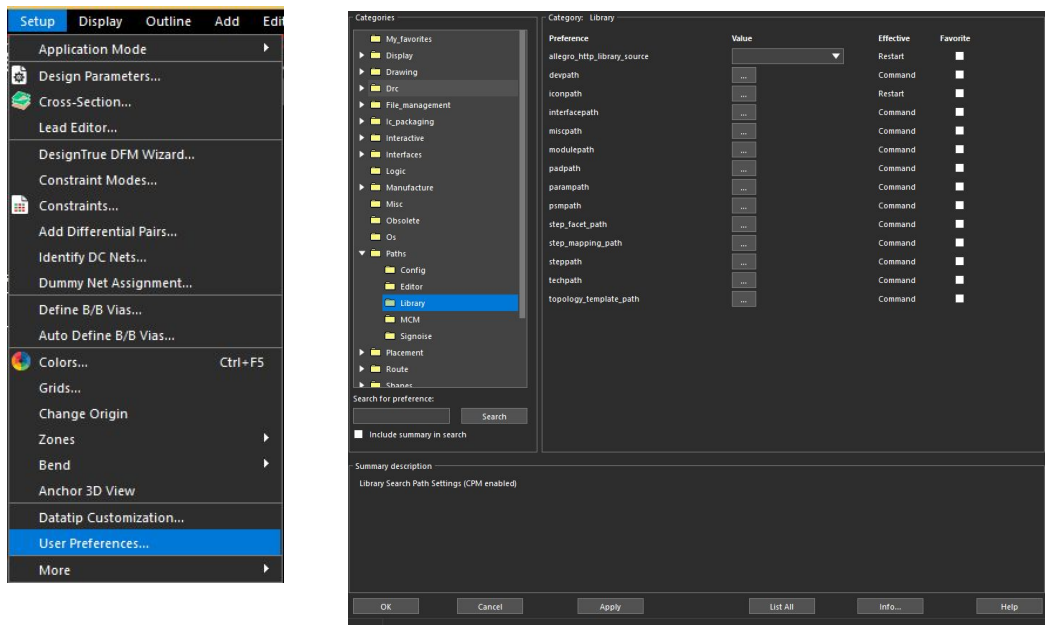 Setup Display Outline Add Edi
Application Mode
Design Parameters...
Cross-Section...
Lead Editor...
DesignTrue DFM Wizard...
Constraint Modes...
Constraints...
Add Differential Pairs...
Identify DC Nets...
Dummy Net Assignment...
Define B/B Vias...
Auto Define B/B Vias...
Colors... Ctrl+F5
Grids...
Change Origin
Zones
Bend
Anchor 3D View
Datatip Customization...
User Preferences...
More
Categories
My_favorites
Display
Drawing
Drc
File_management
Ic_packaging
Interactive
Interfaces
Logic
Manufacture
Misc
Obsolete
Os
Paths
Config
Editor
Library
MCM
Signoise
Placement
Route
Shapes
Search for preference:
Search
Include summary in search
Category: Library
Preference Value Effective Favorite
allegro_http_library_source Restart
devpath ... Command
iconpath ... Restart
interfacepath ... Command
miscpath ... Command
modulepath ... Command
padpath ... Command
parampath ... Command
psmpath ... Command
step_facet_path ... Command
step_mapping_path ... Command
steppath ... Command
techpath ... Command
topology_template_path ... Command
Summary description
Library Search Path Settings (CPM enabled)
OK Cancel Apply List All Info... Help